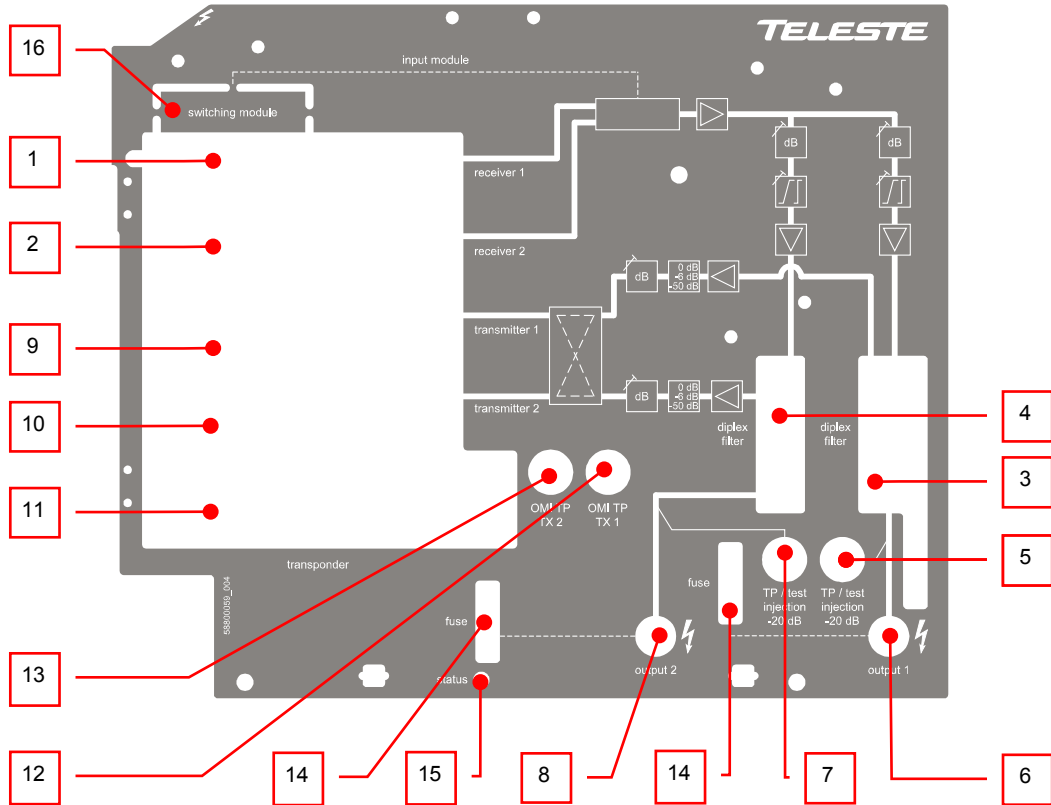 TELESTE
16
input module
switching module
1
receiver 1
dB
dB
2
receiver 2
dB
0 dB
-6 dB
-50 dB
9
transmitter 1
X
10
transmitter 2
dB
0 dB
-6 dB
-50 dB
diplex
filter
diplex
filter
4
3
11
OMI TP
TX 2
OMI TP
TX 1
5
transponder
fuse
TP / test
injection
-20 dB
TP / test
injection
-20 dB
58800059_004
fuse
13
status
output 2
output 1
12
14
15
8
14
7
6